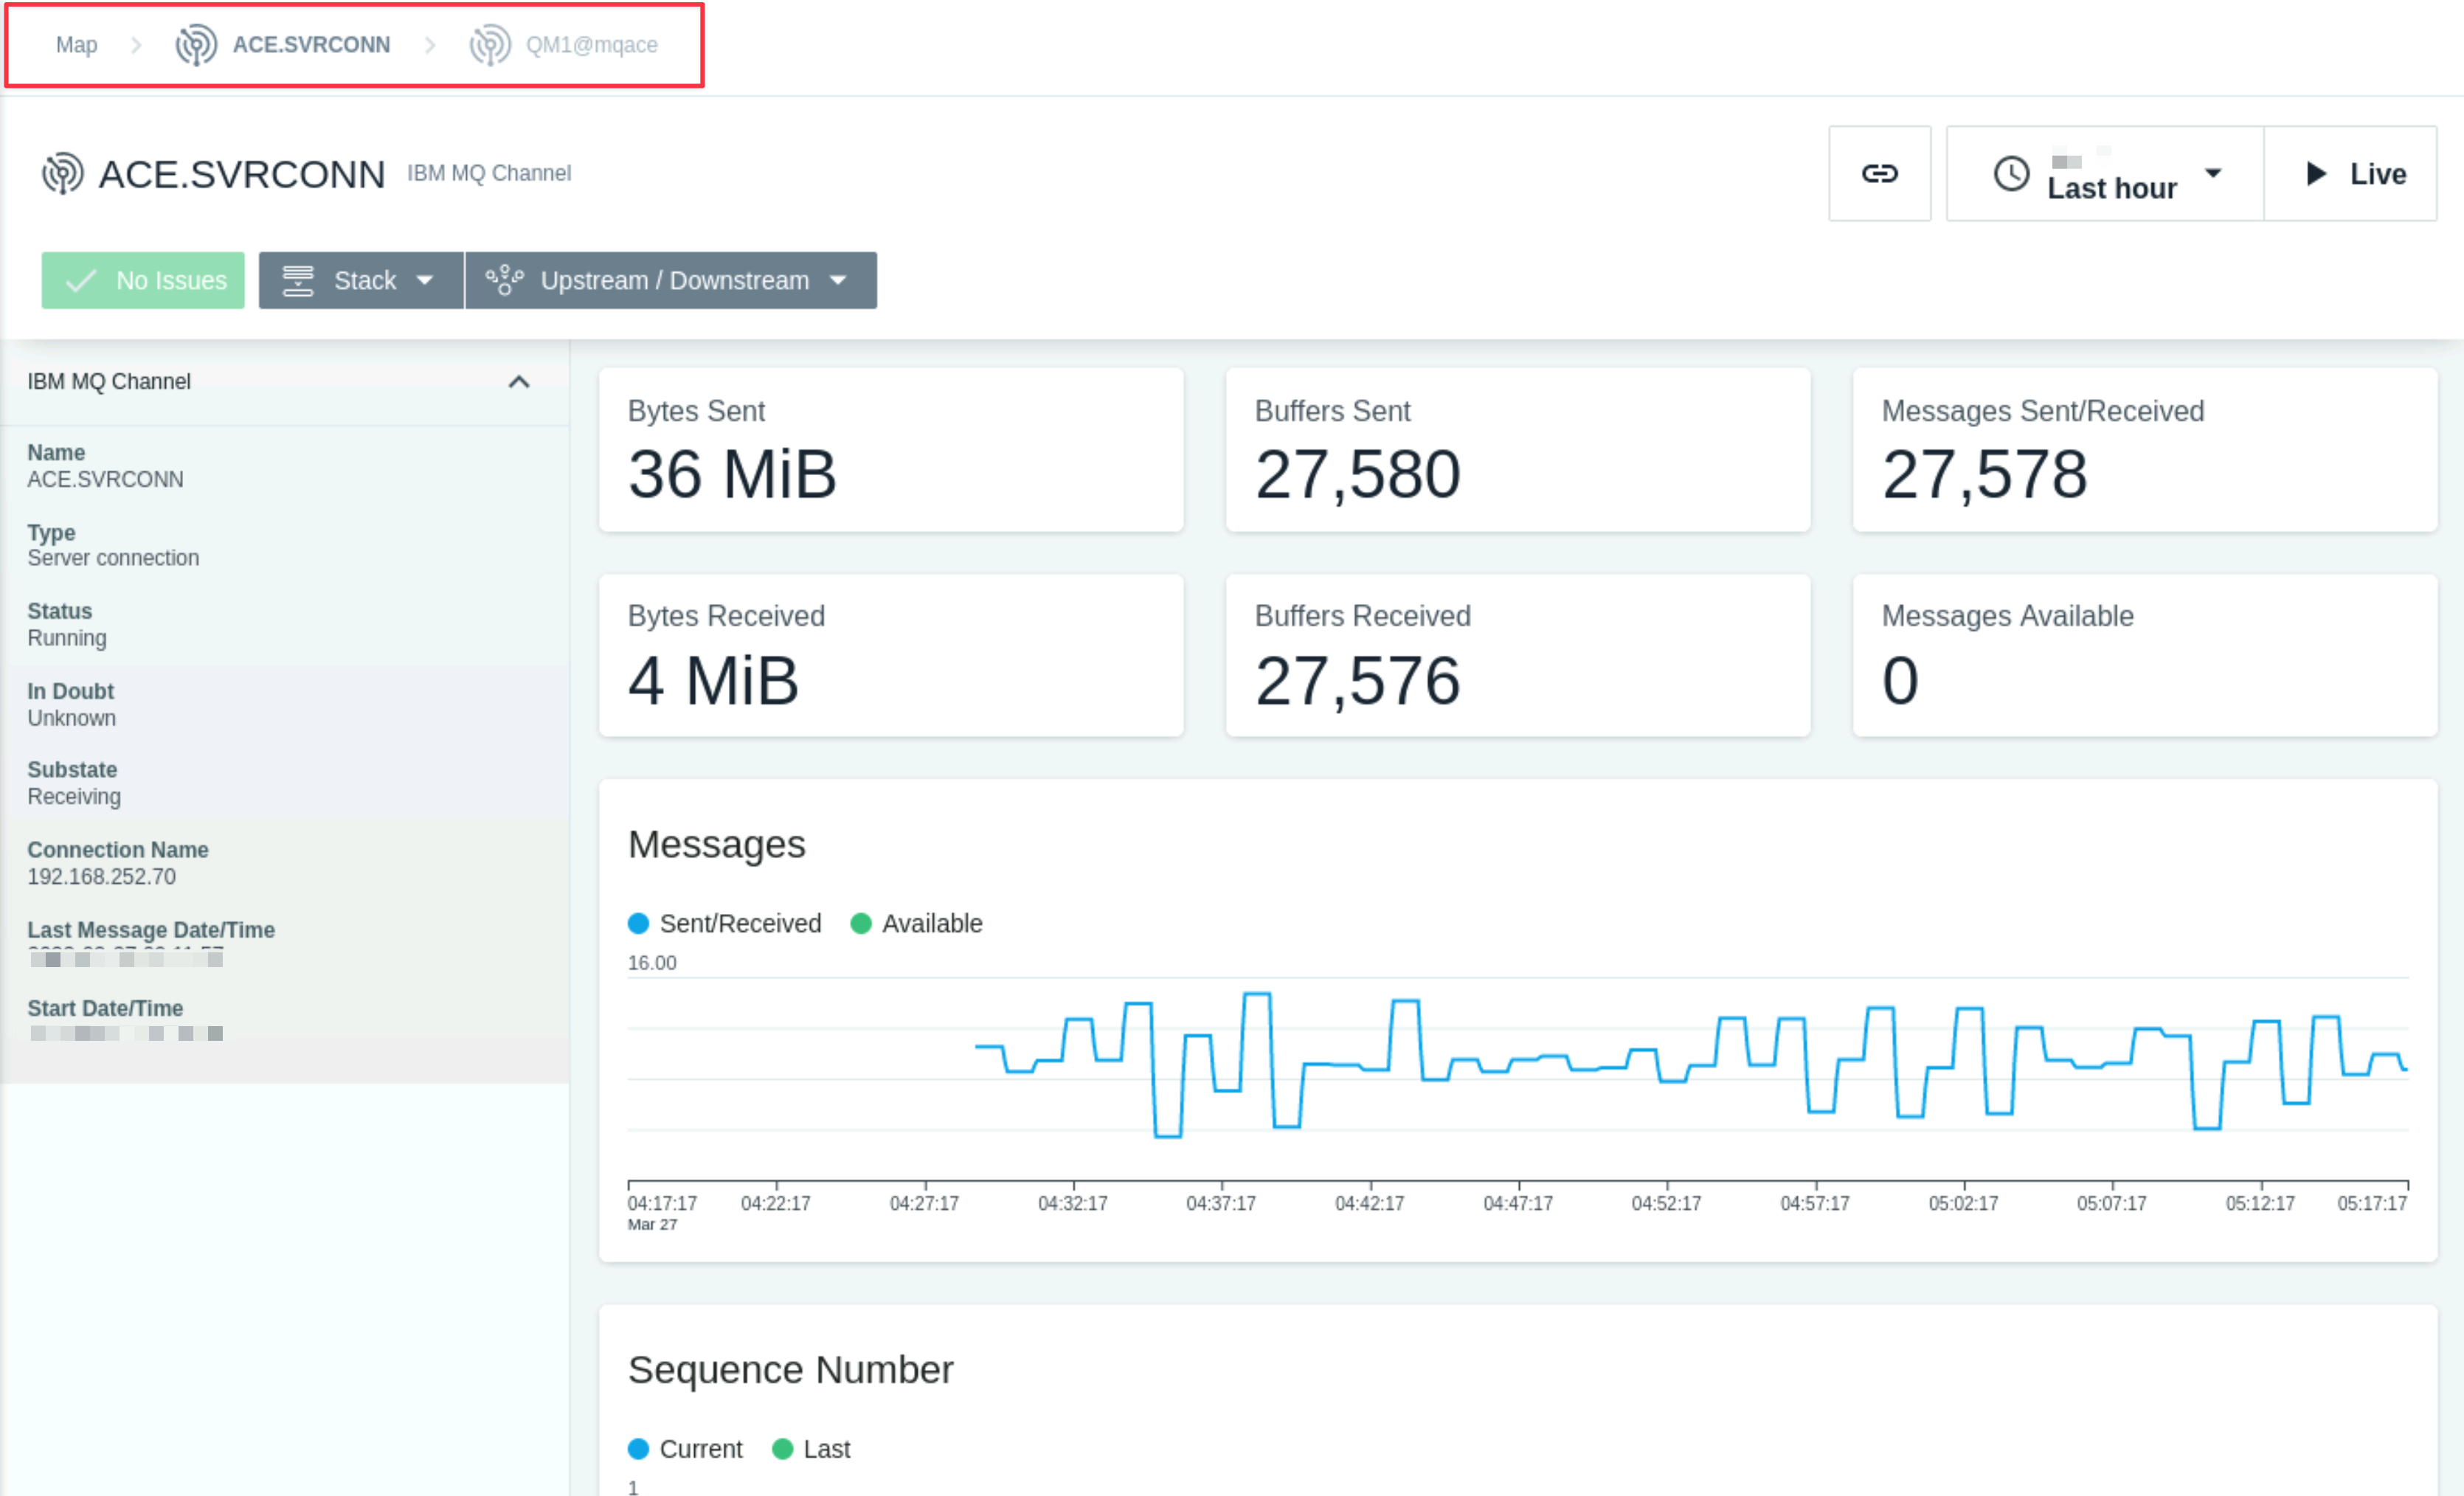 Map ACE.SVRCONN QM1@mqace
ACE.SVRCONN IBM MQ Channel
Last hour
Live
No Issues
Stack
Upstream / Downstream
IBM MQ Channel
Name
ACE.SVRCONN
Type
Server connection
Status
Running
In Doubt
Unknown
Substate
Receiving
Connection Name
192.168.252.70
Last Message Date/Time
Start Date/Time
Bytes Sent
36 MiB
Buffers Sent
27,580
Messages Sent/Received
27,578
Bytes Received
4 MiB
Buffers Received
27,576
Messages Available
0
Messages
Sent/Received Available
16.00
04:17:17 04:22:17 04:27:17 04:32:17 04:37:17 04:42:17 04:47:17 04:52:17 04:57:17 05:02:17 05:07:17 05:12:17 05:17:17
Mar 27
Sequence Number
Current Last
1